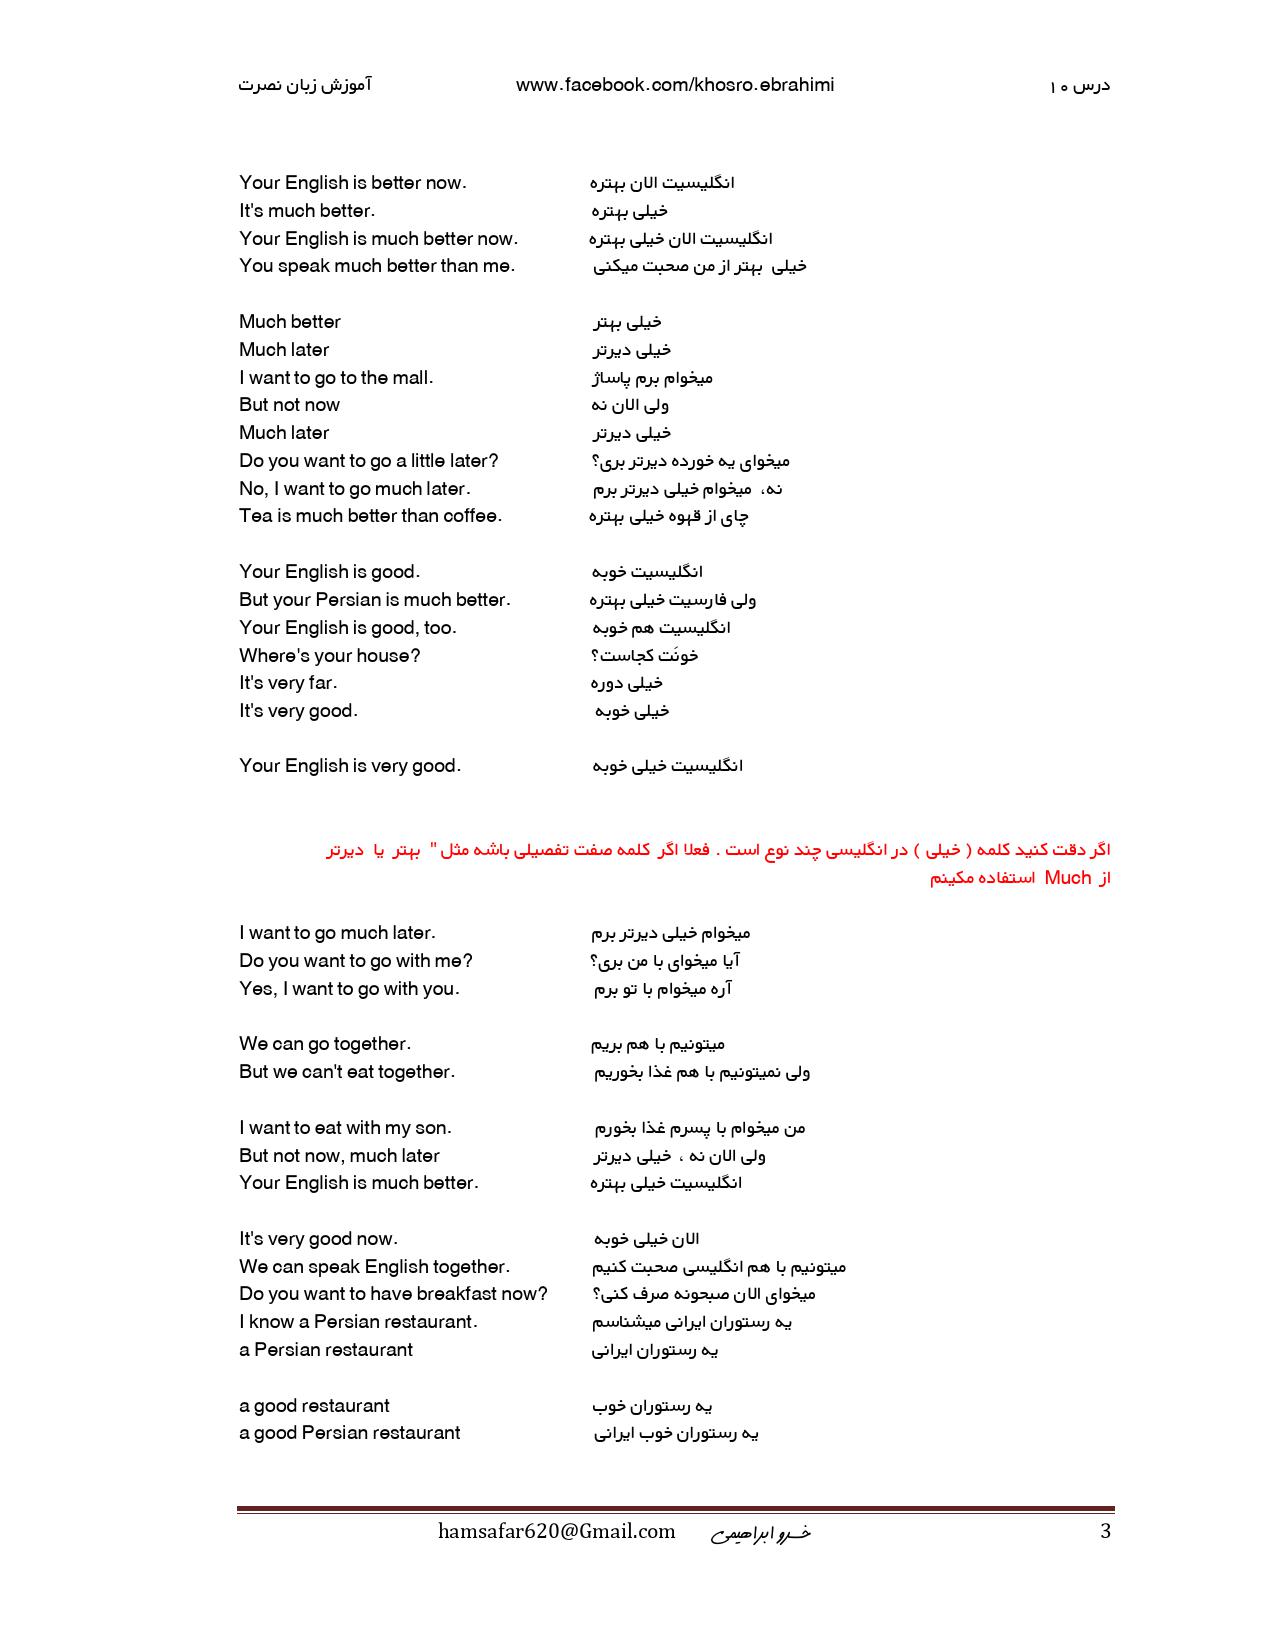 آموزش زبان نصرت www.facebook.com/khosro.ebrahimi درس ۱۰
Your English is better now. انگلیسیت الان بهتره
It's much better. خیلی بهتره
Your English is much better now. انگلیسیت الان خیلی بهتره
You speak much better than me. خیلی بهتر از من صحبت میکنی
Much better خیلی بهتر
Much later خیلی دیرتر
I want to go to the mall. میخوام برم پاساژ
But not now ولی الان نه
Much later خیلی دیرتر
Do you want to go a little later? میخوای یه خورده دیرتر بری؟
No, I want to go much later. نه، میخوام خیلی دیرتر برم
Tea is much better than coffee. چای از قهوه خیلی بهتره
Your English is good. انگلیسیت خوبه
But your Persian is much better. ولی فارسیت خیلی بهتره
Your English is good, too. انگلیسیت هم خوبه
Where's your house? خونَت کجاست؟
It's very far. خیلی دوره
It's very good. خیلی خوبه
Your English is very good. انگلیسیت خیلی خوبه
اگر دقت کنید کلمه ( خیلی ) در انگلیسی چند نوع است . فعلا اگر کلمه صفت تفصیلی باشه مثل " بهتر یا دیرتر
از Much استفاده مکینم
I want to go much later. میخوام خیلی دیرتر برم
Do you want to go with me? آیا میخوای با من بری؟
Yes, I want to go with you. آره میخوام با تو برم
We can go together. میتونیم با هم بریم
But we can't eat together. ولی نمیتونیم با هم غذا بخوریم
I want to eat with my son. من میخوام با پسرم غذا بخورم
But not now, much later ولی الان نه ، خیلی دیرتر
Your English is much better. انگلیسیت خیلی بهتره
It's very good now. الان خیلی خوبه
We can speak English together. میتونیم با هم انگلیسی صحبت کنیم
Do you want to have breakfast now? میخوای الان صبحونه صرف کنی؟
I know a Persian restaurant. یه رستوران ایرانی میشناسم
a Persian restaurant یه رستوران ایرانی
a good restaurant یه رستوران خوب
a good Persian restaurant یه رستوران خوب ایرانی
hamsafar620@Gmail.com خسرو ابراهیمی 3